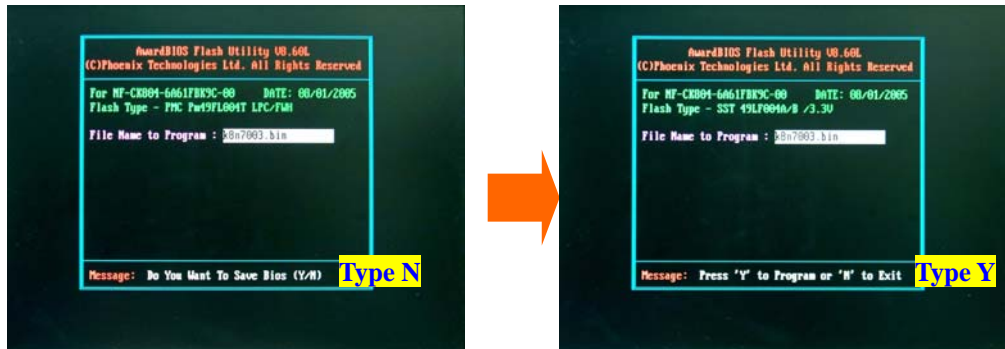 AwardBIOS Flash Utility V8.60L
(C)Phoenix Technologies Ltd. All Rights Reserved
For NF-CK804-6A61FBK9C-00 DATE: 08/01/2005
Flash Type - PMC Pm49FL004T LPC/FWH
File Name to Program : k8n7003.bin
Message: Do You Want To Save Bios (Y/N)
Type N
AwardBIOS Flash Utility V8.60L
(C)Phoenix Technologies Ltd. All Rights Reserved
For NF-CK804-6A61FBK9C-00 DATE: 08/01/2005
Flash Type - SST 49LF004A/B /3.3V
File Name to Program : k8n7003.bin
Message: Press 'Y' to Program or 'N' to Exit
Type Y